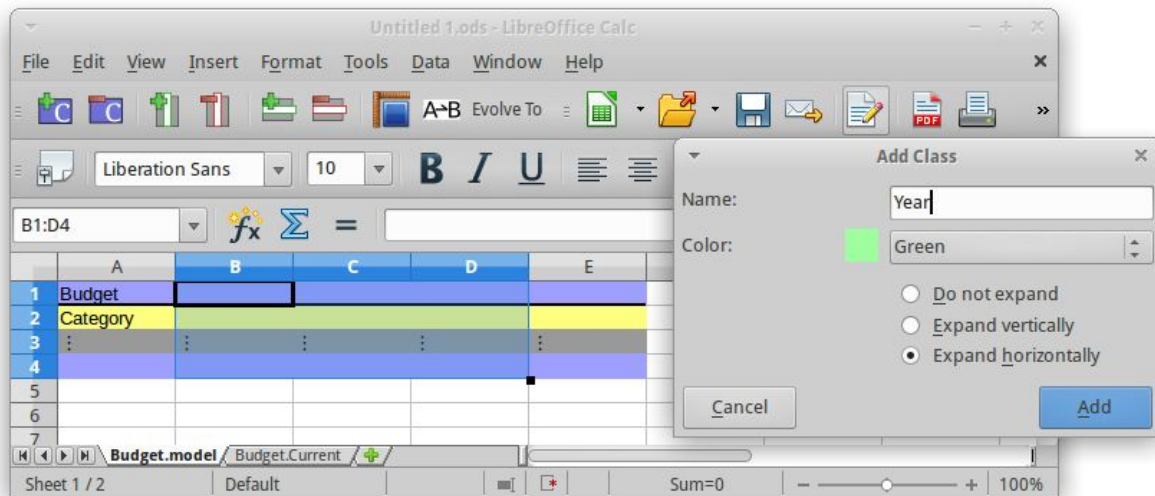 Untitled 1.ods - LibreOffice Calc
File Edit View Insert Format Tools Data Window Help
C C A→B Evolve To PDF »
Liberation Sans 10 B I U
B1:D4 fx Σ =
A B C D E
1 Budget
2 Category
3 ⋮ ⋮ ⋮ ⋮ ⋮
4
5
6
7
Budget.model Budget.Current
Sheet 1 / 2 Default Sum=0 100%
Add Class
Name: Year
Color: Green
Do not expand
Expand vertically
Expand horizontally
Cancel Add